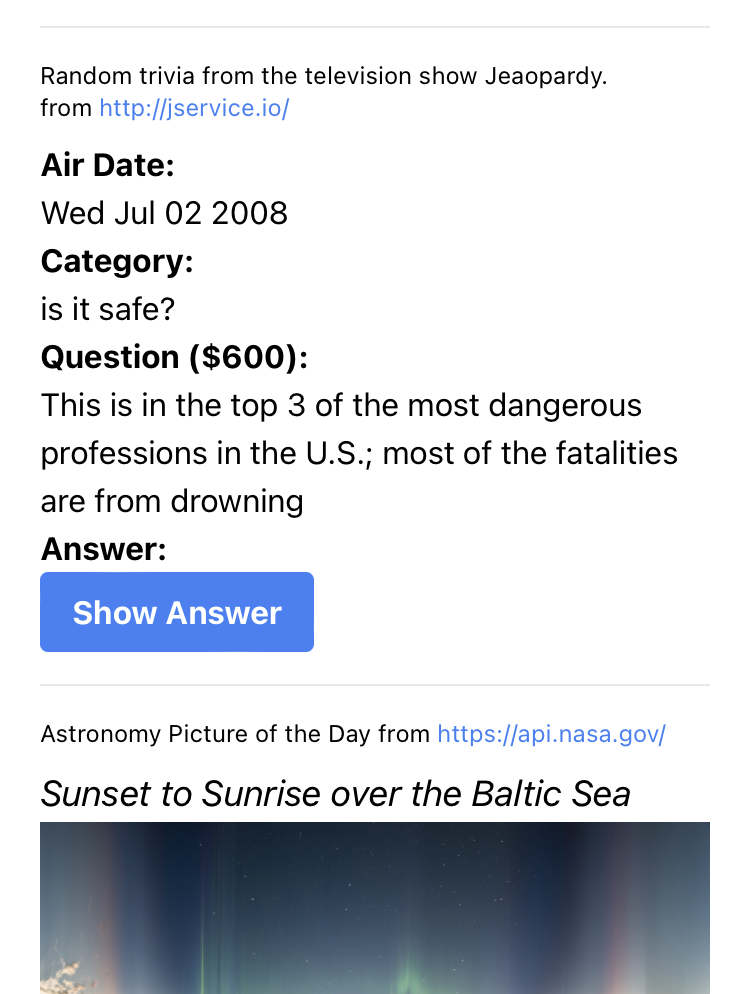 Random trivia from the television show Jeaopardy.
from http://jservice.io/
Air Date:
Wed Jul 02 2008
Category:
is it safe?
Question ($600):
This is in the top 3 of the most dangerous
professions in the U.S.; most of the fatalities
are from drowning
Answer:
Show Answer
Astronomy Picture of the Day from https://api.nasa.gov/
Sunset to Sunrise over the Baltic Sea